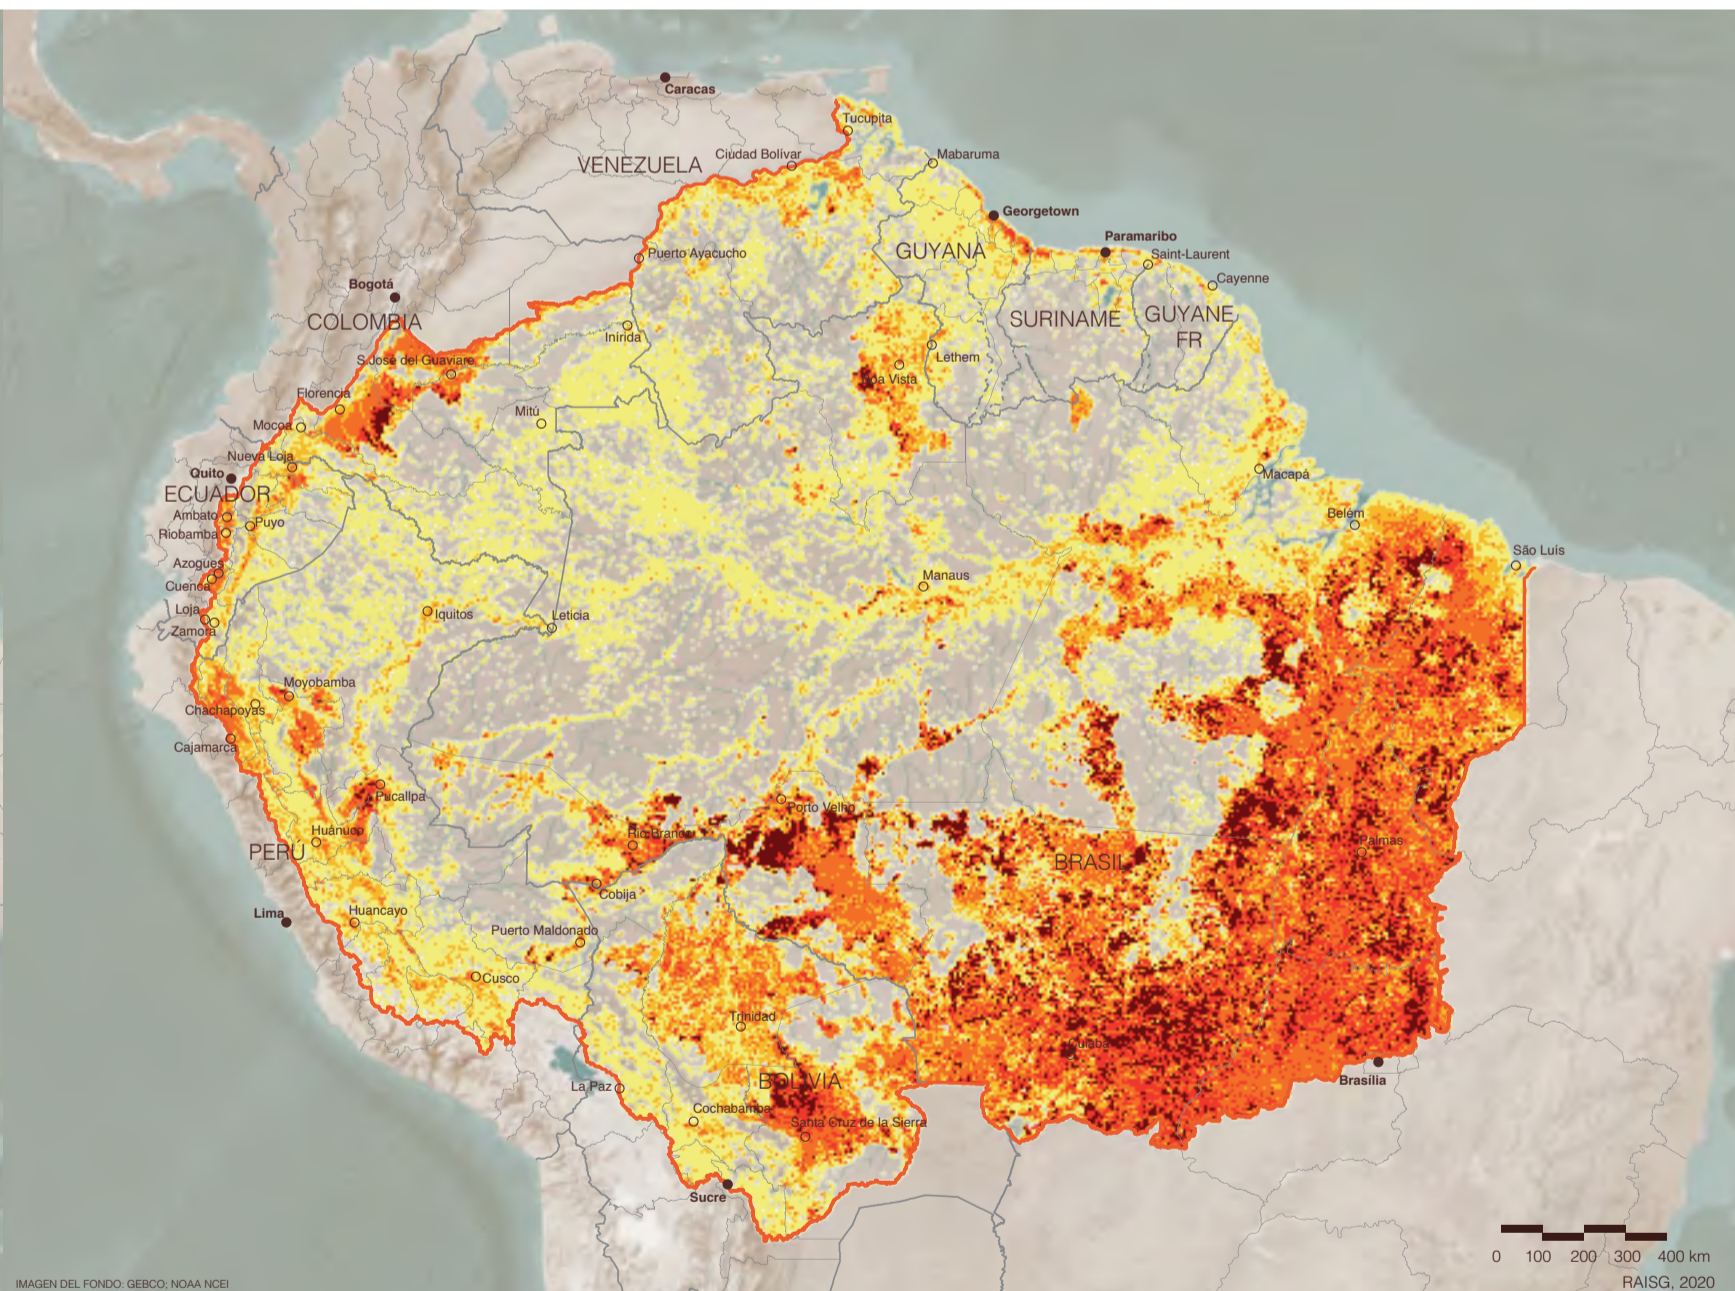 Caracas
Tucupita
Ciudad Bolívar
VENEZUELA
Mabaruma
Georgetown
Paramaribo
GUYANA
Puerto Ayacucho
Saint-Laurent
Cayenne
Bogotá
COLOMBIA
SURINAME
GUYANE
FR
Inírida
S.José del Guaviare
Lethem
Boa Vista
Florencia
Mitú
Mocoa
Nueva Loja
Quito
ECUADOR
Macapá
Ambato
Puyo
Belém
Riobamba
São Luís
Azogues
Manaus
Cuenca
Loja
Iquitos
Leticia
Zamora
Moyobamba
Chachapoyas
Cajamarca
Pucallpa
Porto Velho
Huánuco
Rio Branco
Palmas
PERÚ
BRASIL
Cobija
Lima
Huancayo
Puerto Maldonado
Cusco
Trinidad
Cuiabá
BOLIVIA
Brasília
La Paz
Cochabamba
Santa Cruz de la Sierra
Sucre
0 100 200 300 400 km
IMAGEN DEL FONDO: GEBCO; NOAA NCEI
RAISG, 2020